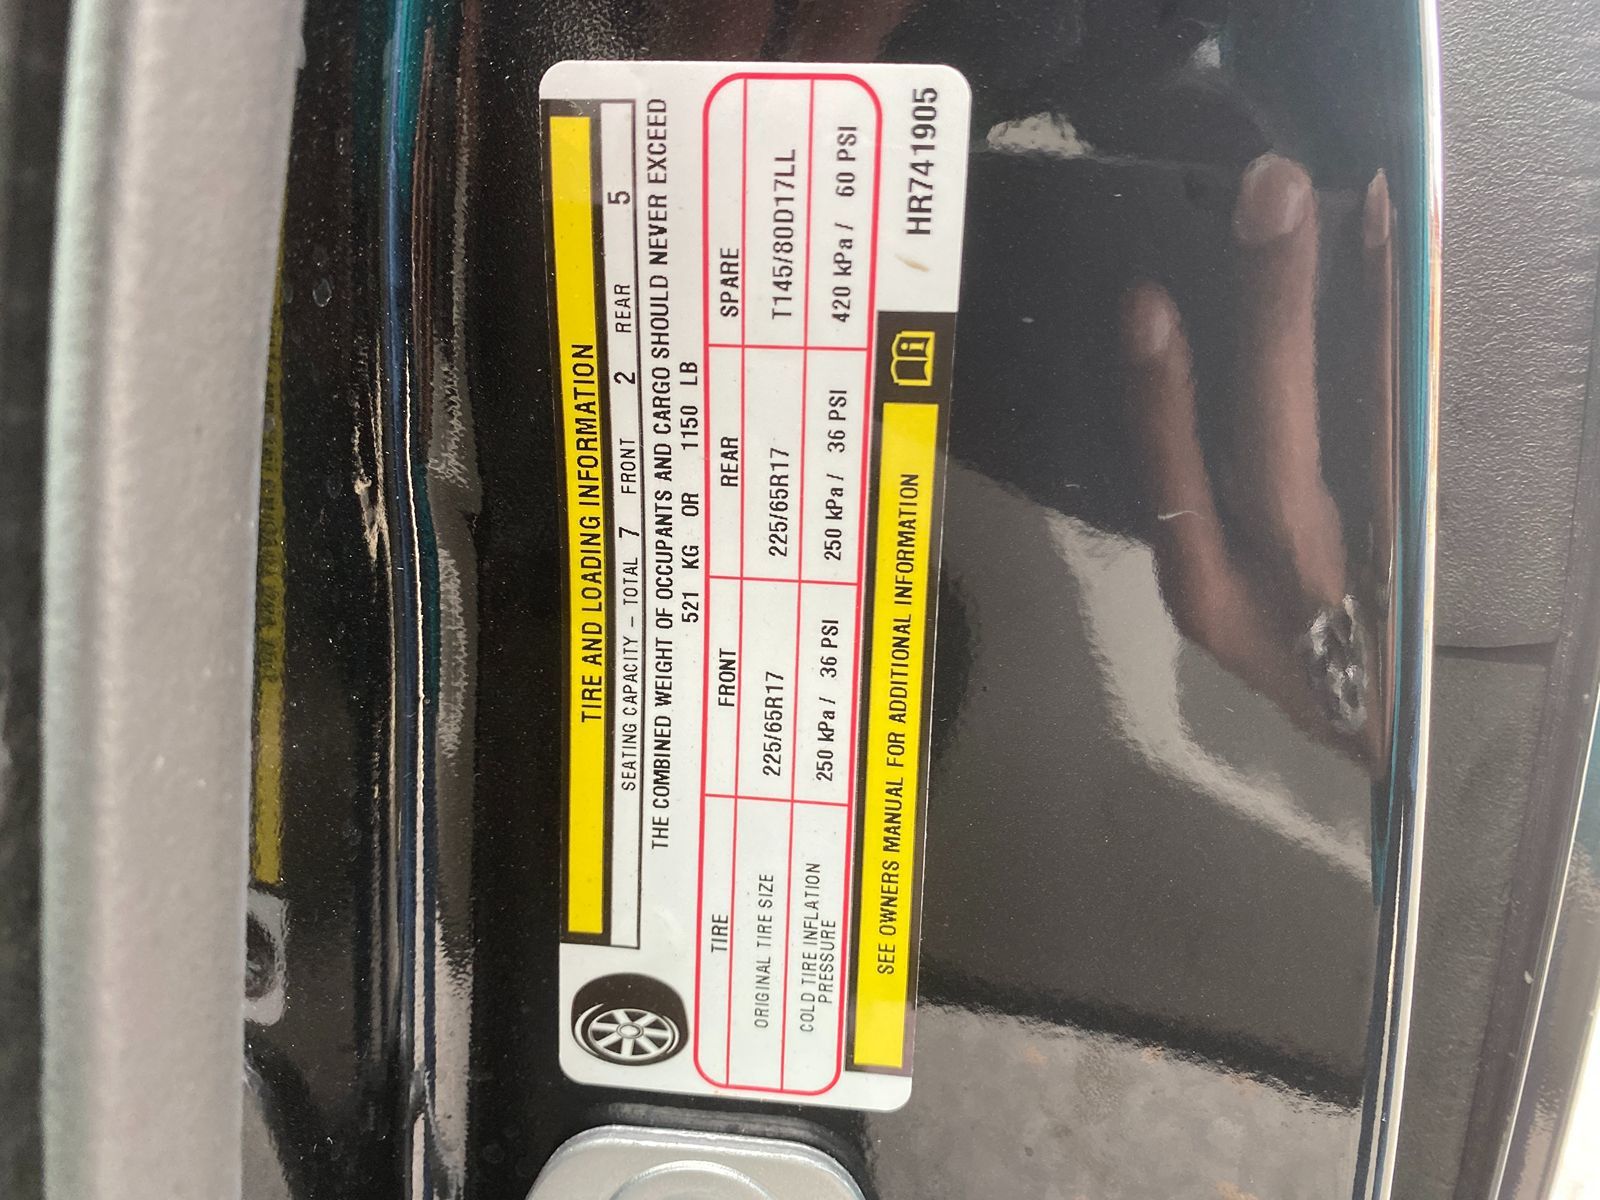 TIRE AND LOADING INFORMATION
SEATING CAPACITY – TOTAL 7 FRONT 2 REAR 5
THE COMBINED WEIGHT OF OCCUPANTS AND CARGO SHOULD NEVER EXCEED
521 KG OR 1150 LB
TIRE FRONT REAR SPARE
ORIGINAL TIRE SIZE 225/65R17 225/65R17 T145/80D17LL
COLD TIRE INFLATION PRESSURE 250 kPa / 36 PSI 250 kPa / 36 PSI 420 kPa / 60 PSI
SEE OWNERS MANUAL FOR ADDITIONAL INFORMATION
HR741905